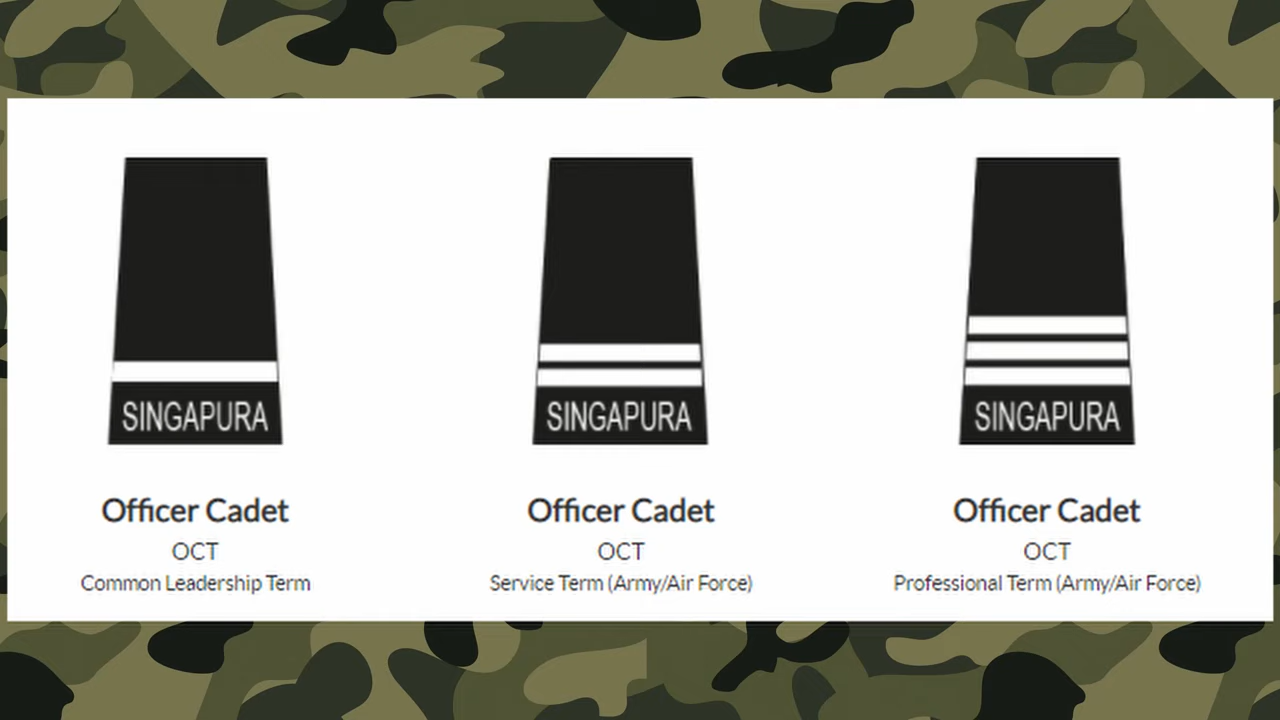 SINGAPURA
SINGAPURA
SINGAPURA
Officer Cadet
OCT
Common Leadership Term
Officer Cadet
OCT
Service Term (Army/Air Force)
Officer Cadet
OCT
Professional Term (Army/Air Force)